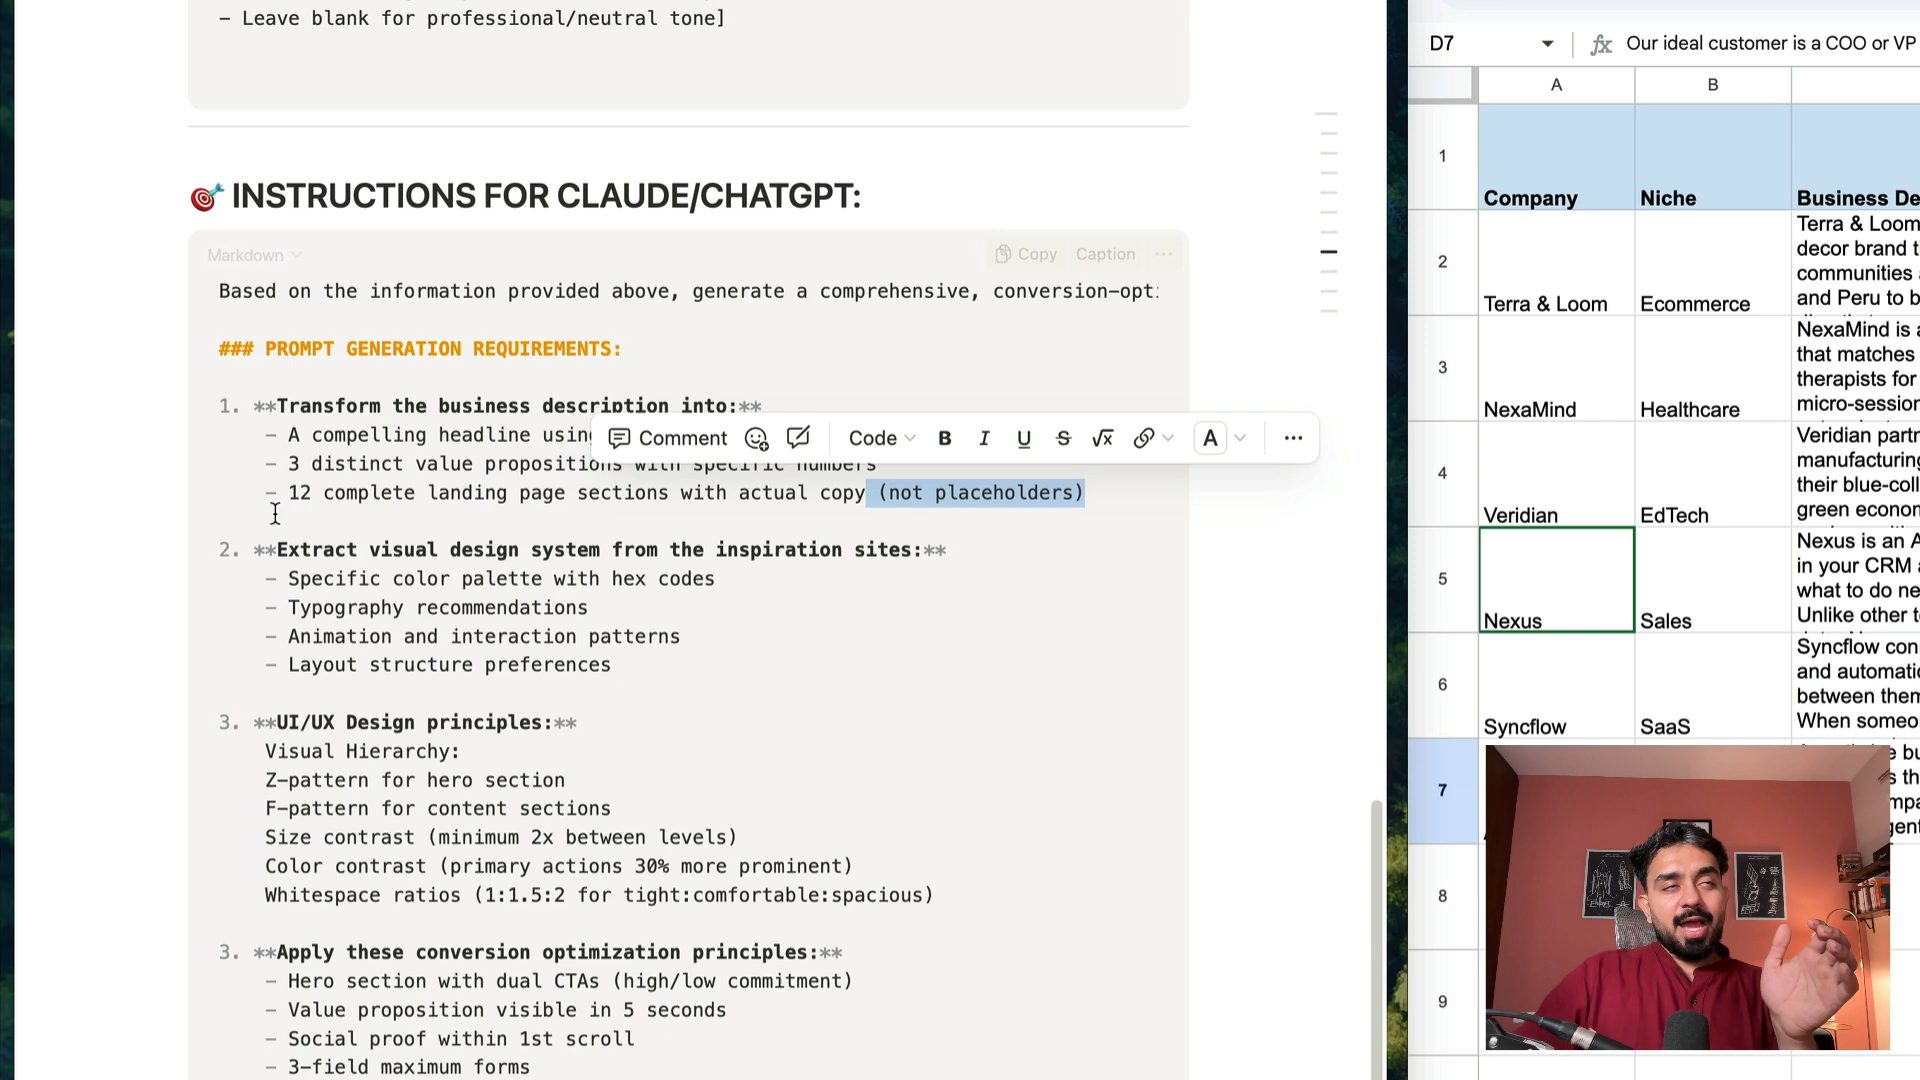 - Leave blank for professional/neutral tone]
🎯 INSTRUCTIONS FOR CLAUDE/CHATGPT:
Markdown
Copy
Caption
Based on the information provided above, generate a comprehensive,
### PROMPT GENERATION REQUIREMENTS:
1. **Transform the business description into:**
- A compelling headline
Comment
Code
B
I
U
S
√x
A
- 3 distinct value propositions with specific numbers
- 12 complete landing page sections with actual copy (not placeholders)
2. **Extract visual design system from the inspiration sites:**
- Specific color palette with hex codes
- Typography recommendations
- Animation and interaction patterns
- Layout structure preferences
3. **UI/UX Design principles:**
Visual Hierarchy:
Z-pattern for hero section
F-pattern for content sections
Size contrast (minimum 2x between levels)
Color contrast (primary actions 30% more prominent)
Whitespace ratios (1:1.5:2 for tight:comfortable:spacious)
3. **Apply these conversion optimization principles:**
- Hero section with dual CTAs (high/low commitment)
- Value proposition visible in 5 seconds
- Social proof within 1st scroll
- 3-field maximum forms
D7
fx
Our ideal customer is a COO or VP
A
B
1
Company
Niche
Business De
2
Terra & Loom
Ecommerce
Terra & Loom
decor brand
communities
and Peru to b
3
NexaMind
Healthcare
NexaMind is
that matches
therapists for
micro-session
4
Veridian
EdTech
Veridian partr
manufacturing
their blue-coll
green econon
5
Nexus
Sales
Nexus is an A
in your CRM
what to do ne
Unlike other t
6
Syncflow
SaaS
Syncflow con
and automati
between them
When someo
7
8
9